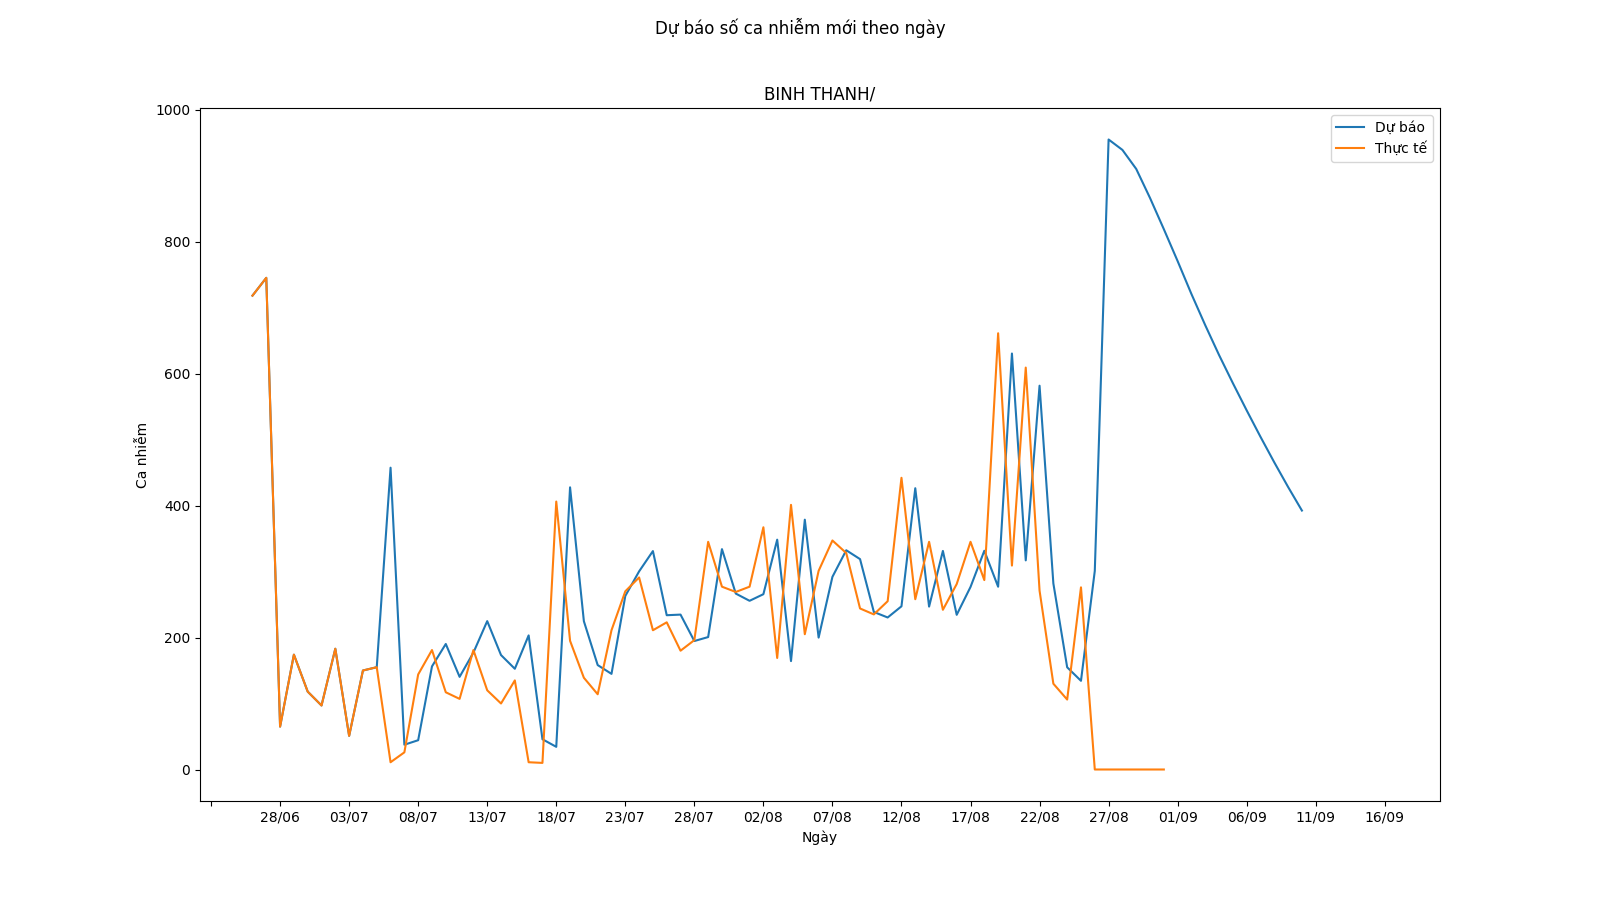 Dự báo số ca nhiễm mới theo ngày
BINH THANH/
1000
800
600
400
200
0
Ca nhiễm
Dự báo
Thực tế
28/06 03/07 08/07 13/07 18/07 23/07 28/07 02/08 07/08 12/08 17/08 22/08 27/08 01/09 06/09 11/09 16/09
Ngày